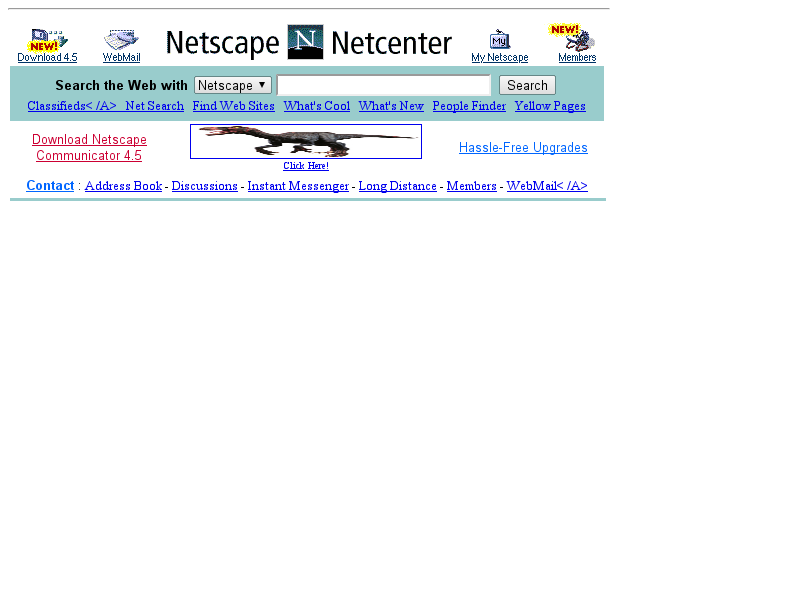 NEW!
Download 4.5
WebMail
Netscape N Netcenter
My
My Netscape
NEW!
Members
Search the Web with Netscape Search
Classifieds< /A> Net Search Find Web Sites What's Cool What's New People Finder Yellow Pages
Download Netscape
Communicator 4.5
Click Here!
Hassle-Free Upgrades
Contact : Address Book - Discussions - Instant Messenger - Long Distance - Members - WebMail< /A>